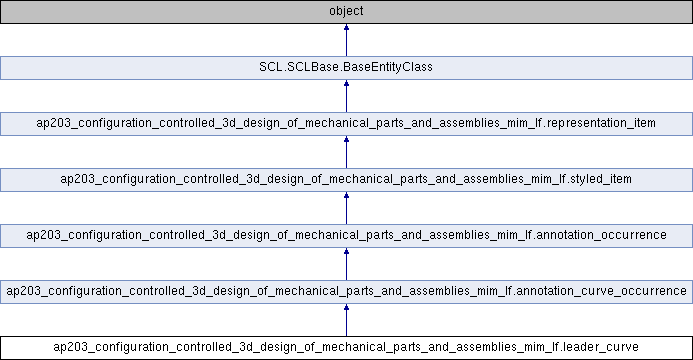 object
SCL.SCLBase.BaseEntityClass
ap203_configuration_controlled_3d_design_of_mechanical_parts_and_assemblies_mim_lf.representation_item
ap203_configuration_controlled_3d_design_of_mechanical_parts_and_assemblies_mim_lf.styled_item
ap203_configuration_controlled_3d_design_of_mechanical_parts_and_assemblies_mim_lf.annotation_occurrence
ap203_configuration_controlled_3d_design_of_mechanical_parts_and_assemblies_mim_lf.annotation_curve_occurrence
ap203_configuration_controlled_3d_design_of_mechanical_parts_and_assemblies_mim_lf.leader_curve